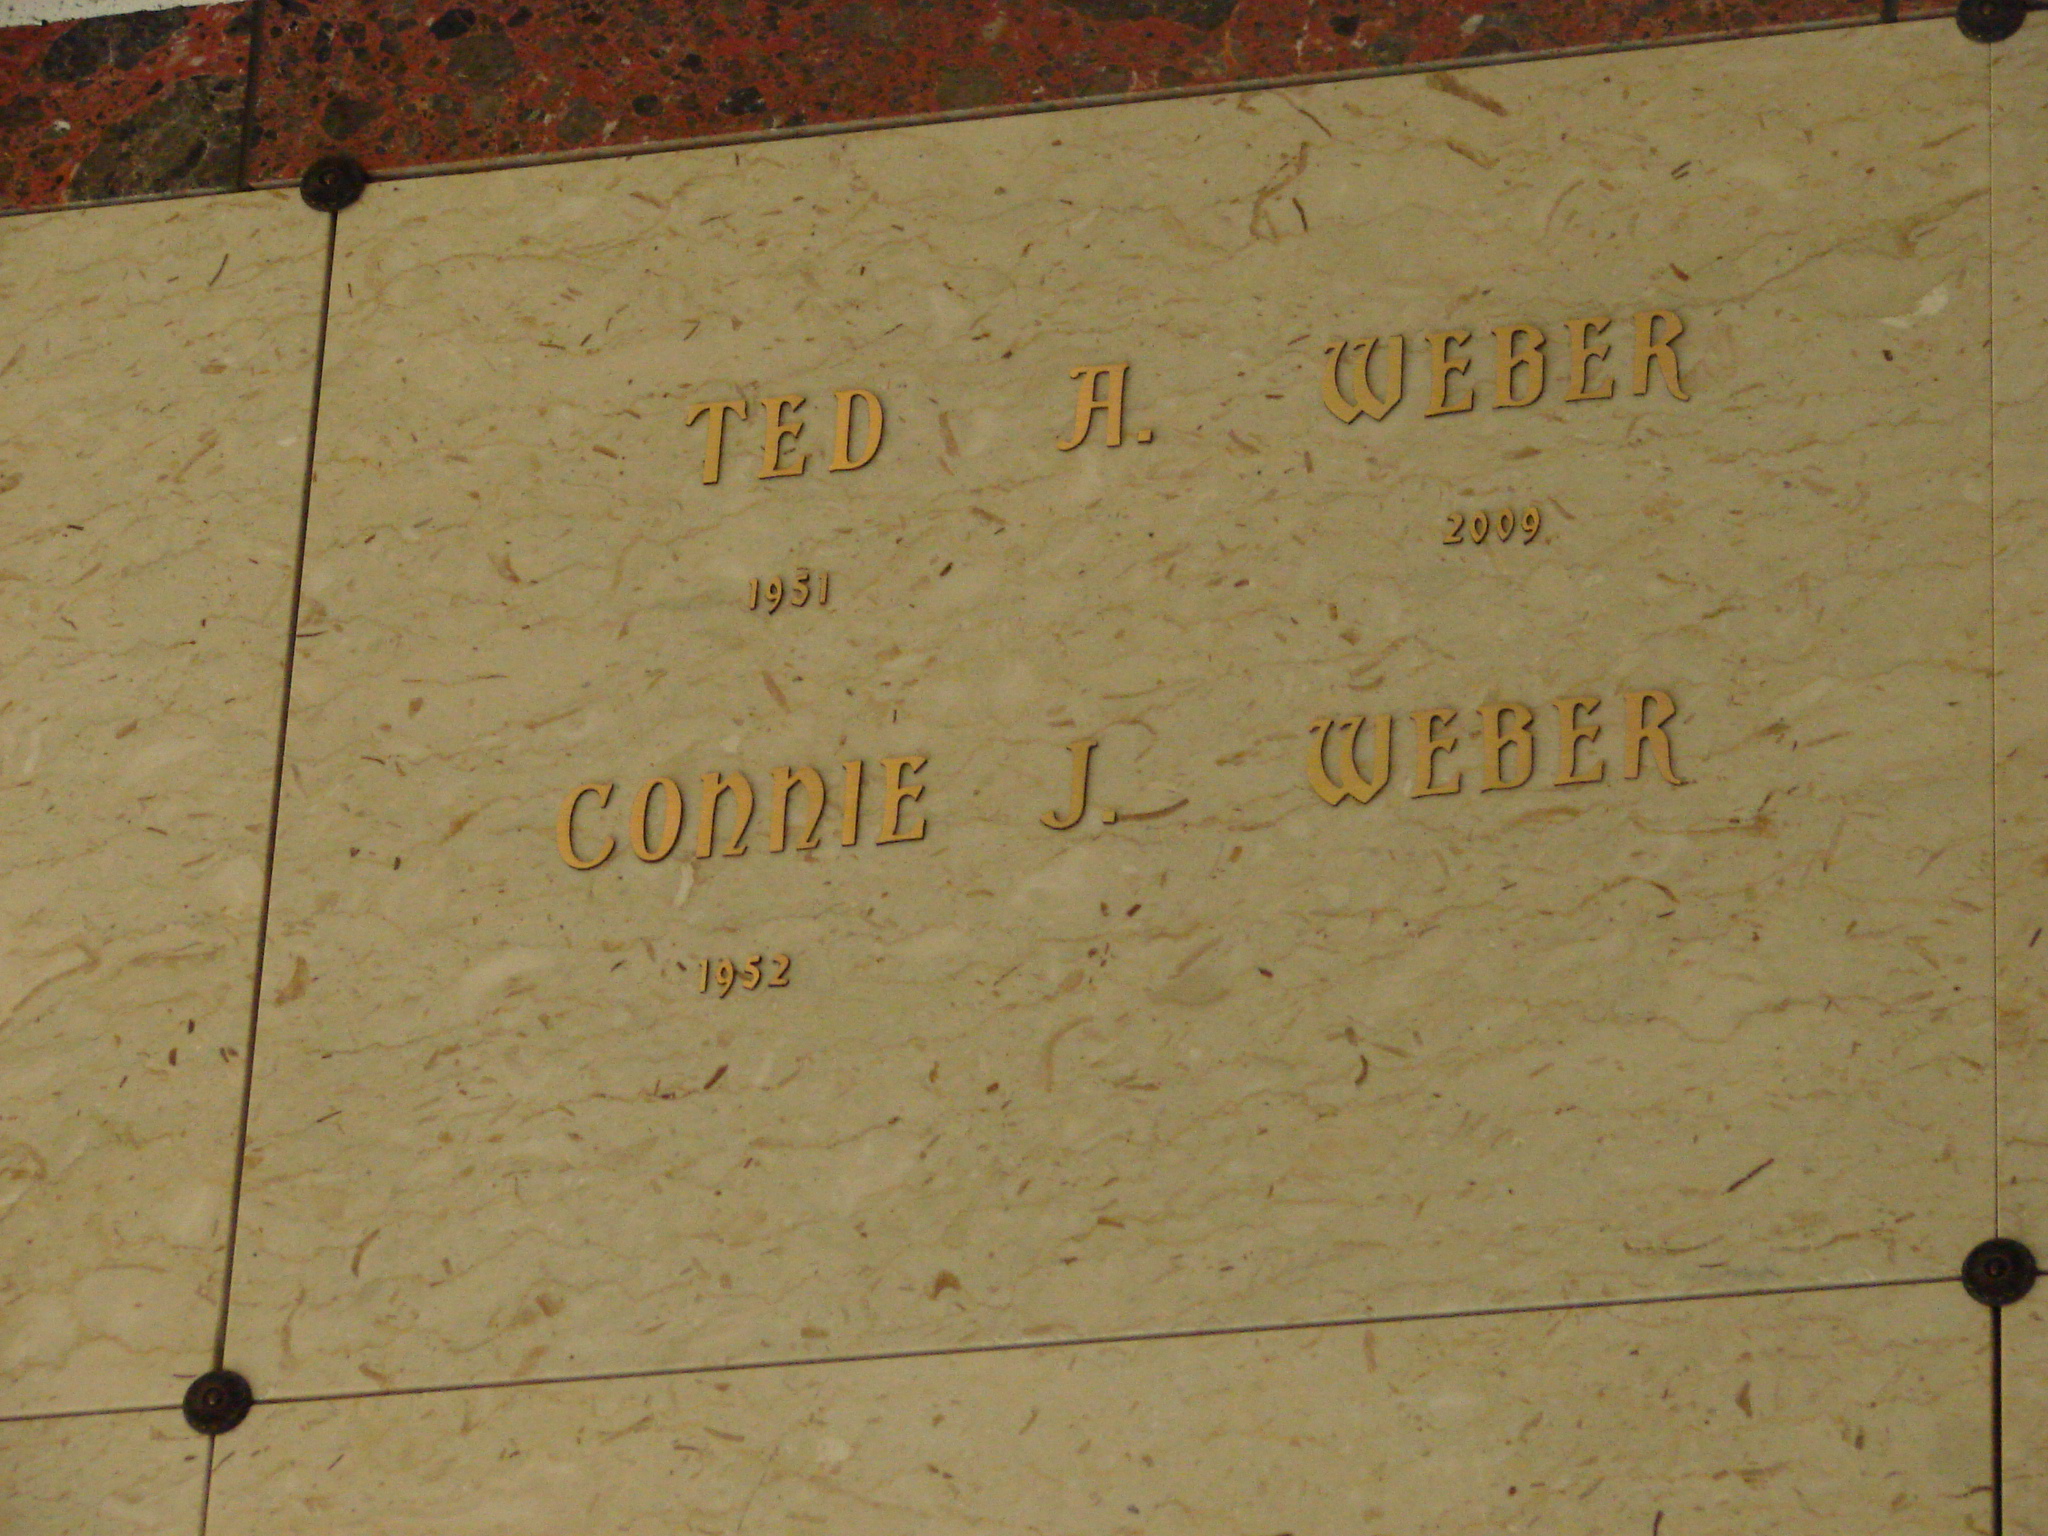 TED A. WEBER
1951 2009
CONNIE J. WEBER
1952